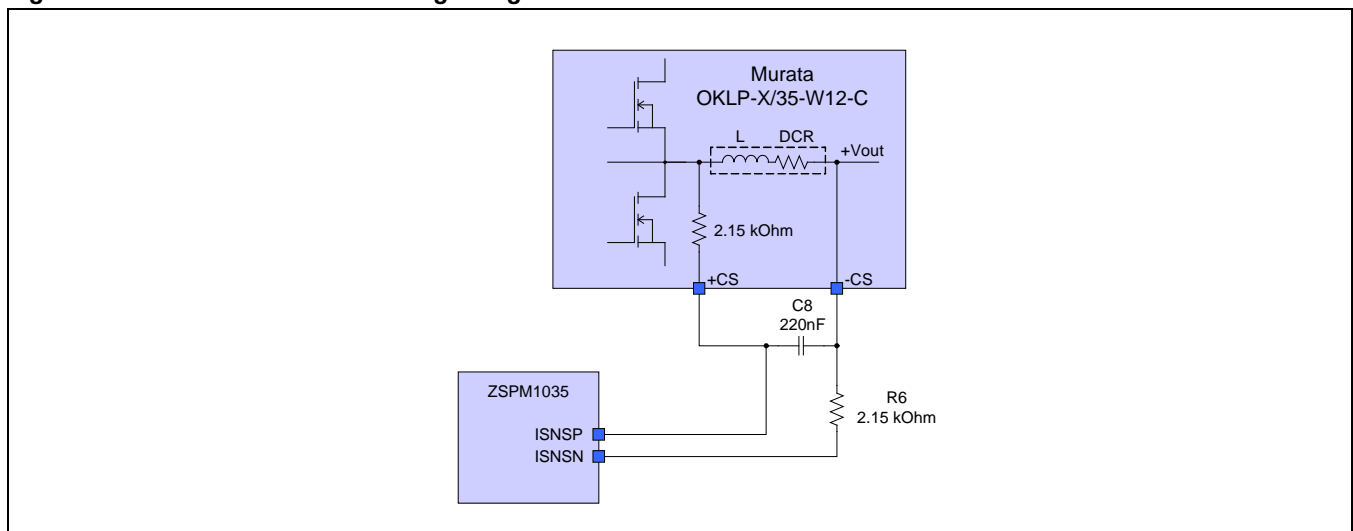 Murata
OKLP-X/35-W12-C
L DCR
+Vout
2.15 kOhm
+CS
-CS
C8
220nF
ZSPM1035
R6
2.15 kOhm
ISNSP
ISNSN